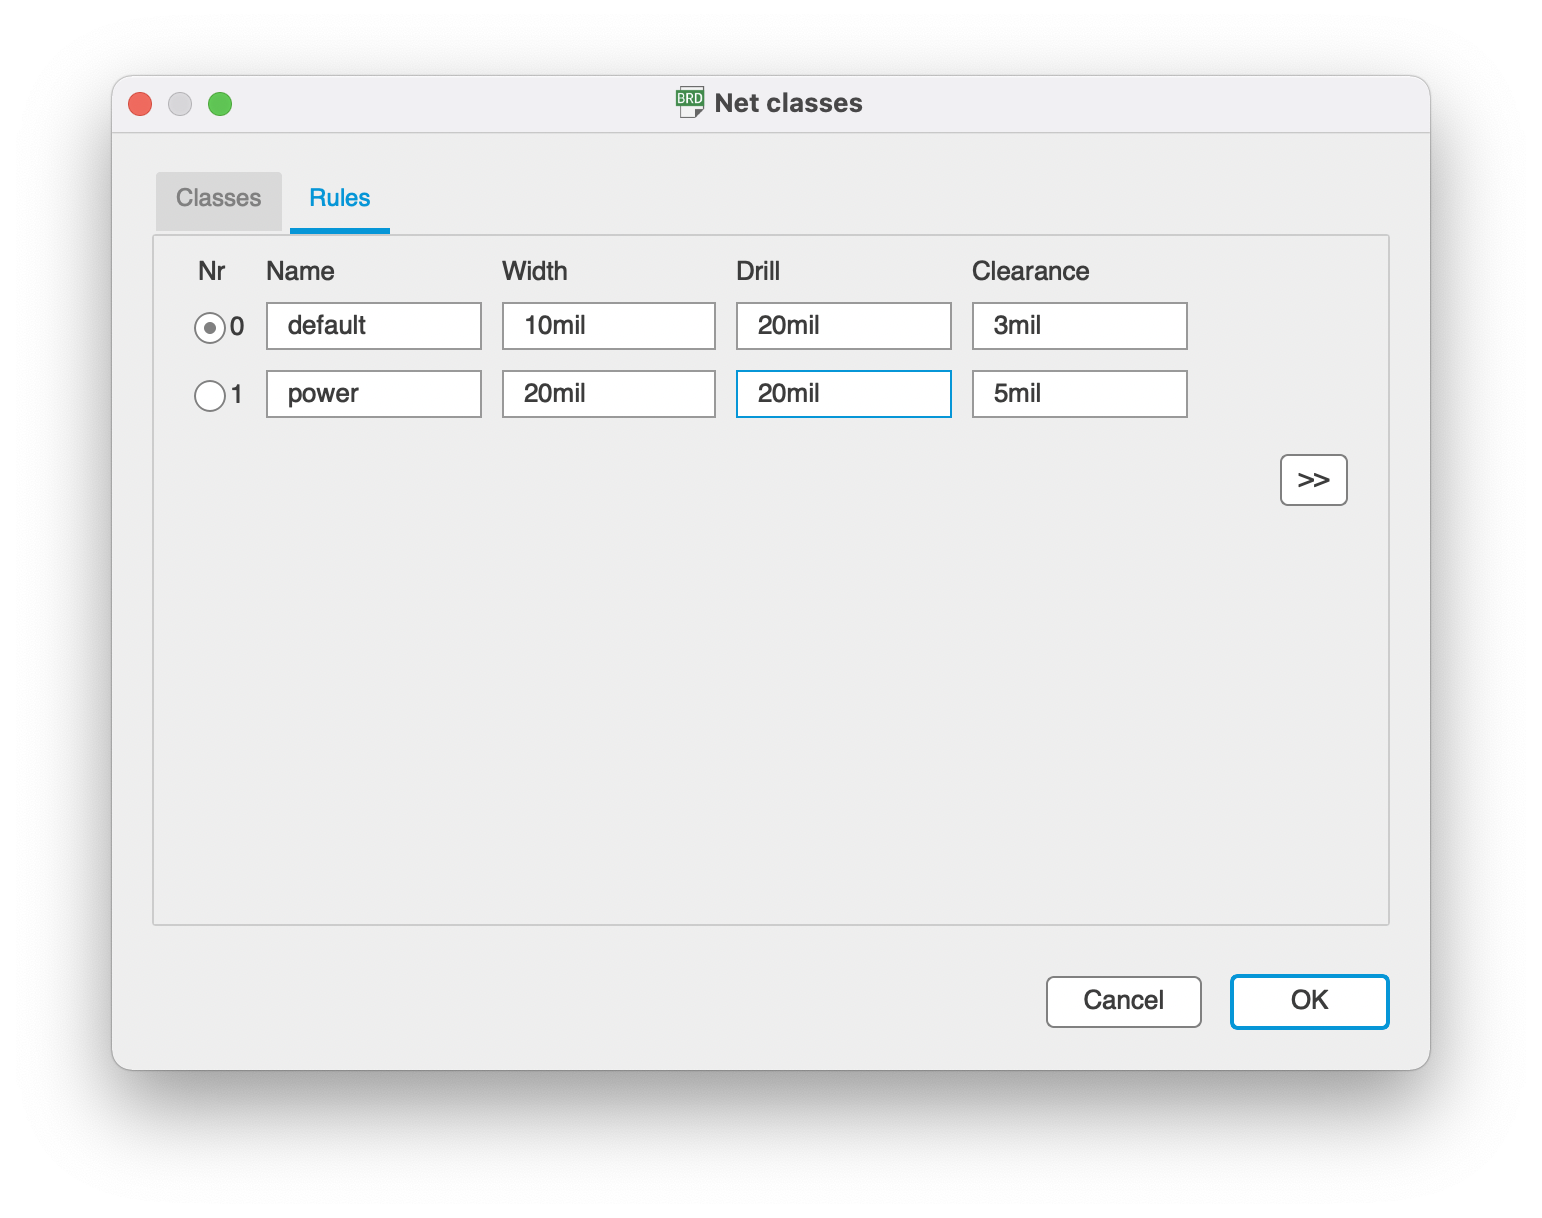 BRD Net classes
Classes Rules
Nr Name Width Drill Clearance
0 default 10mil 20mil 3mil
1 power 20mil 20mil 5mil
>>
Cancel OK